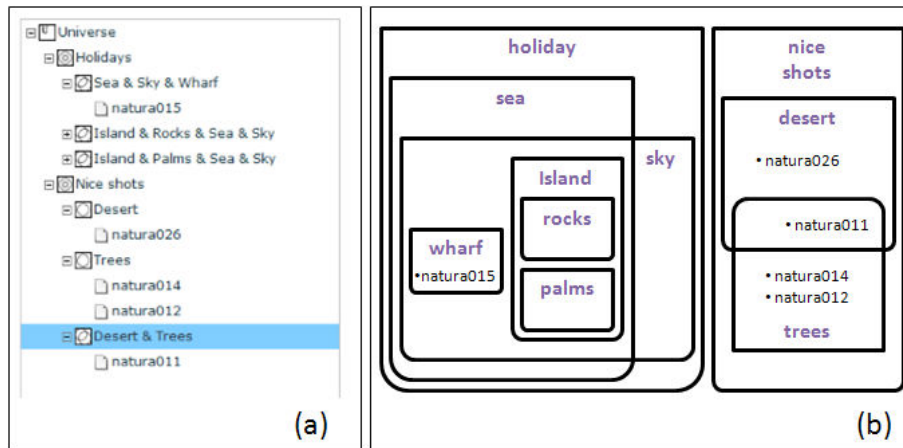 Universe
Holidays
Sea & Sky & Wharf
natura015
Island & Rocks & Sea & Sky
Island & Palms & Sea & Sky
Nice shots
Desert
natura026
Trees
natura014
natura012
Desert & Trees
natura011
(a)
holiday
sea
sky
Island
rocks
wharf
•natura015
palms
nice
shots
desert
•natura026
•natura011
•natura014
•natura012
trees
(b)